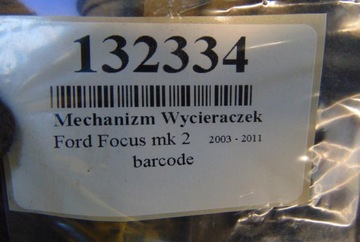 132334
Mechanizm Wycieraczek
Ford Focus mk 2 2003 - 2011
barcode